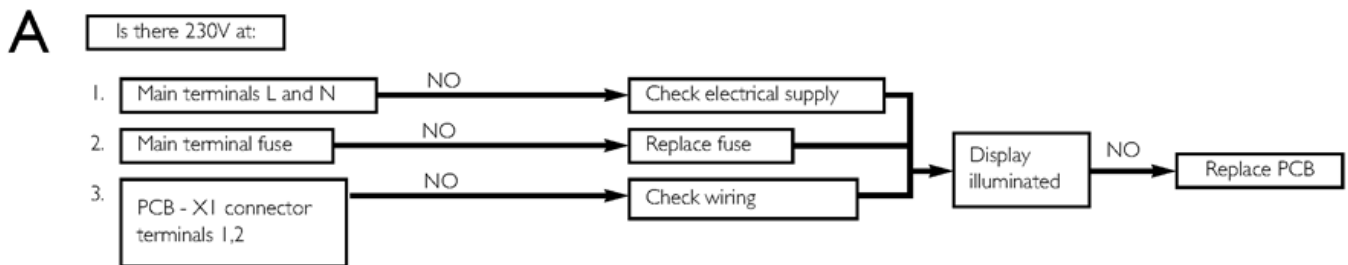 A
Is there 230V at:
1. Main terminals L and N
NO
Check electrical supply
2. Main terminal fuse
NO
Replace fuse
3. PCB - X1 connector
terminals 1,2
NO
Check wiring
Display
illuminated
NO
Replace PCB